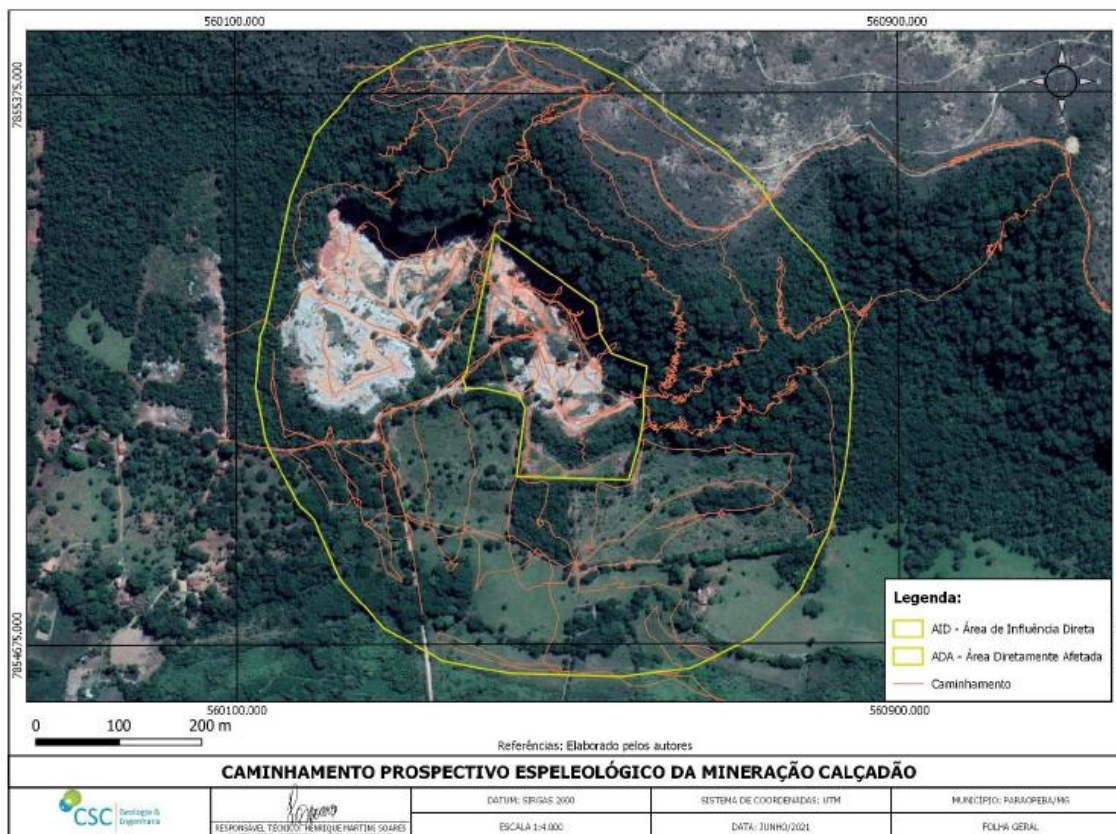 560100.000 560900.000
7855375.000
7854675.000
Legenda:
AID - Área de Influência Direta
ADA - Área Diretamente Afetada
Caminhamento
560100.000 560900.000
0 100 200 m
Referências: Elaborado pelos autores
CAMINHAMENTO PROSPECTIVO ESPELEOLÓGICO DA MINERAÇÃO CALÇADÃO
CSC Geologia &
Engenharia
RESPONSÁVEL TÉCNICO: HENRIQUE MARTINS SOARES
DATUM: SIRGAS 2000
SISTEMA DE COORDENADAS: UTM
MUNICÍPIO: PARAOPEBA/MG
ESCALA 1:4.000
DATA: JUNHO/2021
FOLHA GERAL